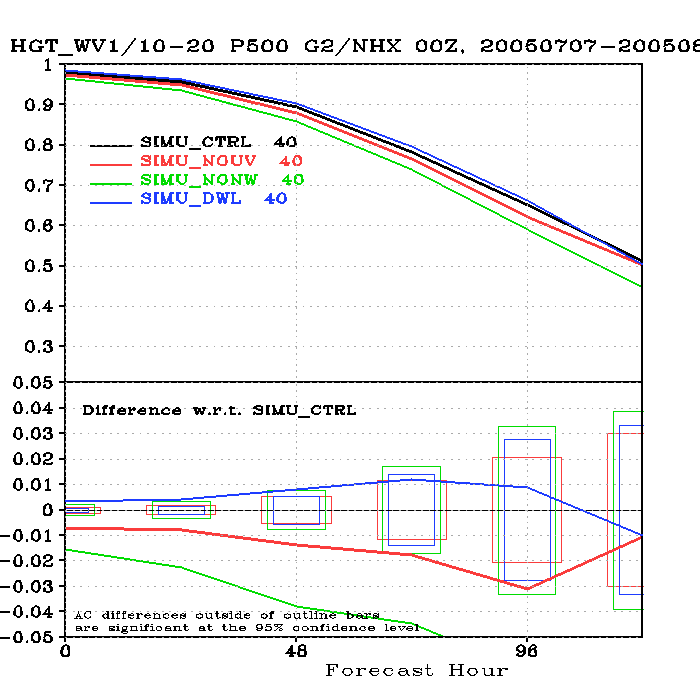 HGT_WV1/10-20 P500 G2/NHX 00Z, 20050707-200508
1
0.9
0.8
0.7
0.6
0.5
0.4
0.3
SIMU_CTRL 40
SIMU_NOUV 40
SIMU_NONW 40
SIMU_DWL 40
0.05
0.04
0.03
0.02
0.01
0
-0.01
-0.02
-0.03
-0.04
-0.05
Difference w.r.t. SIMU_CTRL
AC differences outside of outline bars
are significant at the 95% confidence level
0 48 96
Forecast Hour